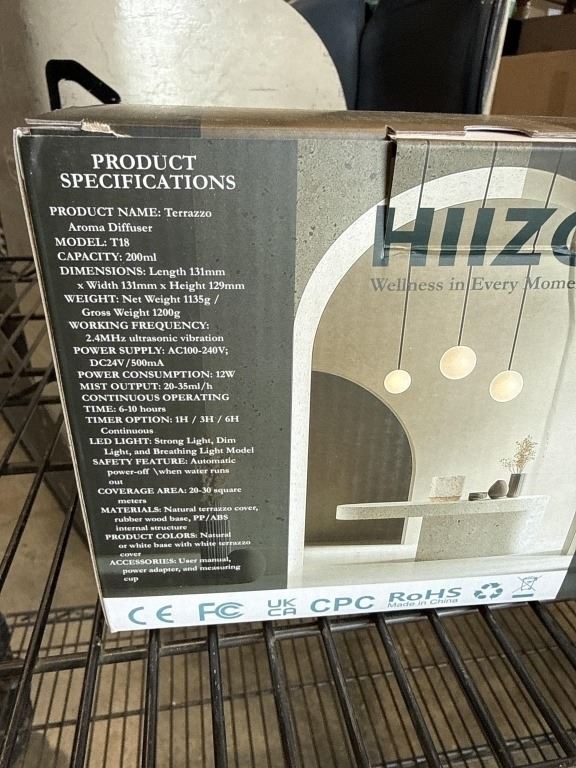 PRODUCT
SPECIFICATIONS
PRODUCT NAME: Terrazzo
Aroma Diffuser
MODEL: T18
CAPACITY: 200ml
DIMENSIONS: Length 131mm
x Width 131mm x Height 129mm
WEIGHT: Net Weight 1135g /
Gross Weight 1200g
WORKING FREQUENCY:
2.4MHz ultrasonic vibration
POWER SUPPLY: AC100-240V;
DC24V/500mA
POWER CONSUMPTION: 12W
MIST OUTPUT: 20-35ml/h
CONTINUOUS OPERATING
TIME: 6-10 hours
TIMER OPTION: 1H / 3H / 6H
Continuous
LED LIGHT: Strong Light, Dim
Light, and Breathing Light Model
SAFETY FEATURE: Automatic
power-off \when water runs
out
COVERAGE AREA: 20-30 square
meters
MATERIALS: Natural terrazzo cover,
rubber wood base, PP/ABS
internal structure
PRODUCT COLORS: Natural
or white base with white terrazzo
cover
ACCESSORIES: User manual,
power adapter, and measuring
cup
HIIZ
Wellness in Every Mome
CE FC UK CA CPC RoHS
Made in China